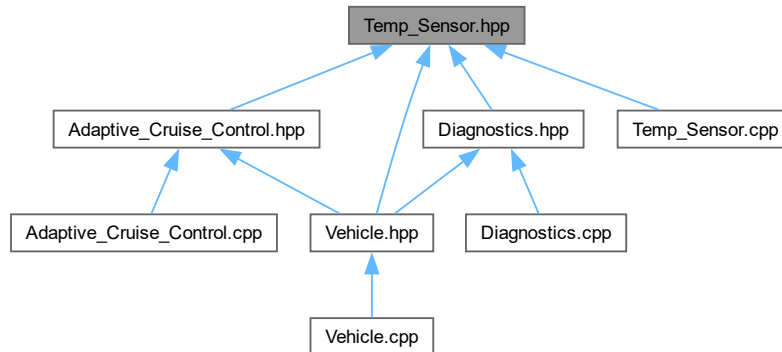 Temp_Sensor.hpp
Adaptive_Cruise_Control.hpp
Diagnostics.hpp
Temp_Sensor.cpp
Adaptive_Cruise_Control.cpp
Vehicle.hpp
Diagnostics.cpp
Vehicle.cpp